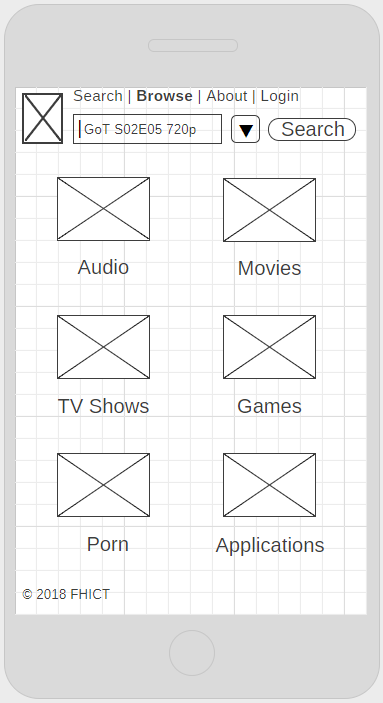 Search | Browse | About | Login
GoT S02E05 720p
Search
Audio
Movies
TV Shows
Games
Porn
Applications
© 2018 FHICT